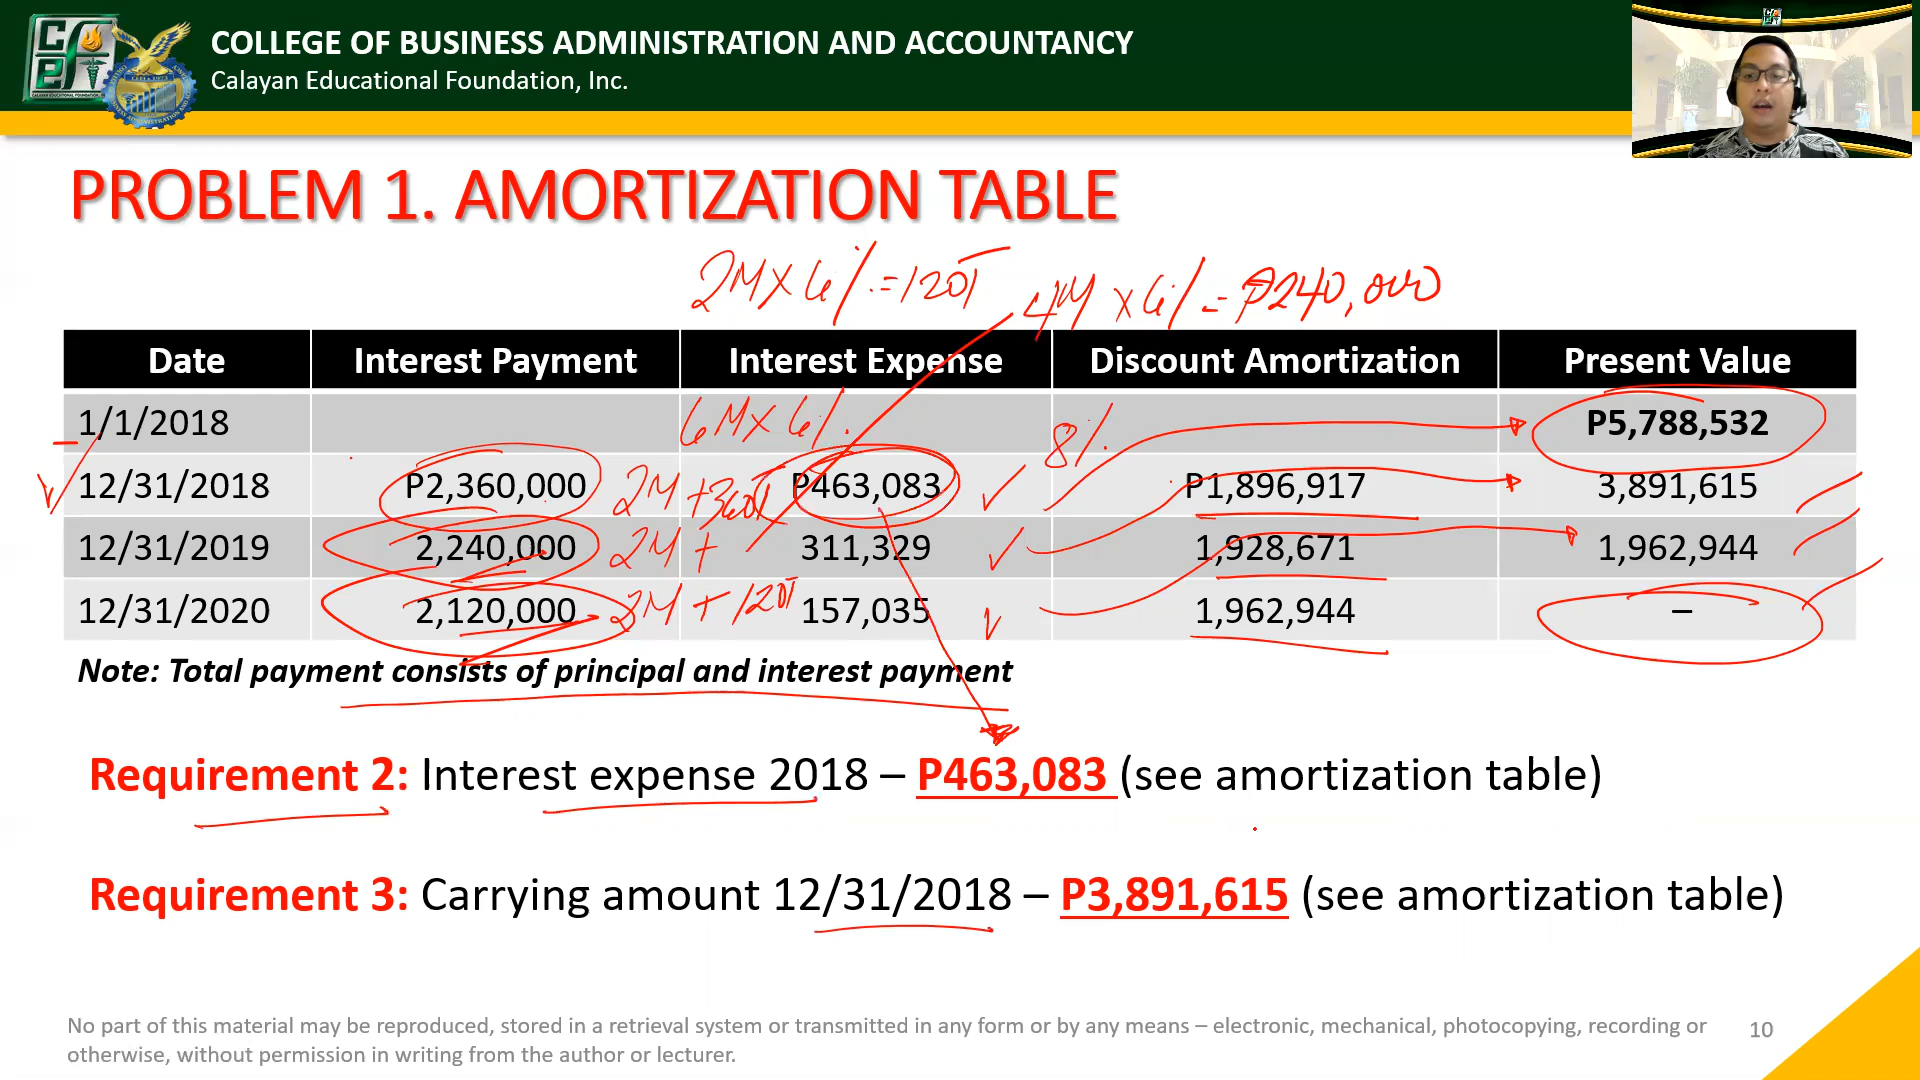 COLLEGE OF BUSINESS ADMINISTRATION AND ACCOUNTANCY
Calayan Educational Foundation, Inc.
PROBLEM 1. AMORTIZATION TABLE
2M X 6% = 120T
4M X 6% = P240,000
Date Interest Payment Interest Expense Discount Amortization Present Value
1/1/2018 6M X 6% 8% P5,788,532
12/31/2018 P2,360,000 2M + 360T P463,083 P1,896,917 3,891,615
12/31/2019 2,240,000 2M + 311,329 1,928,671 1,962,944
12/31/2020 2,120,000 2M + 120T 157,035 1,962,944 –
Note: Total payment consists of principal and interest payment
Requirement 2: Interest expense 2018 – P463,083 (see amortization table)
Requirement 3: Carrying amount 12/31/2018 – P3,891,615 (see amortization table)
No part of this material may be reproduced, stored in a retrieval system or transmitted in any form or by any means – electronic, mechanical, photocopying, recording or
otherwise, without permission in writing from the author or lecturer.
10